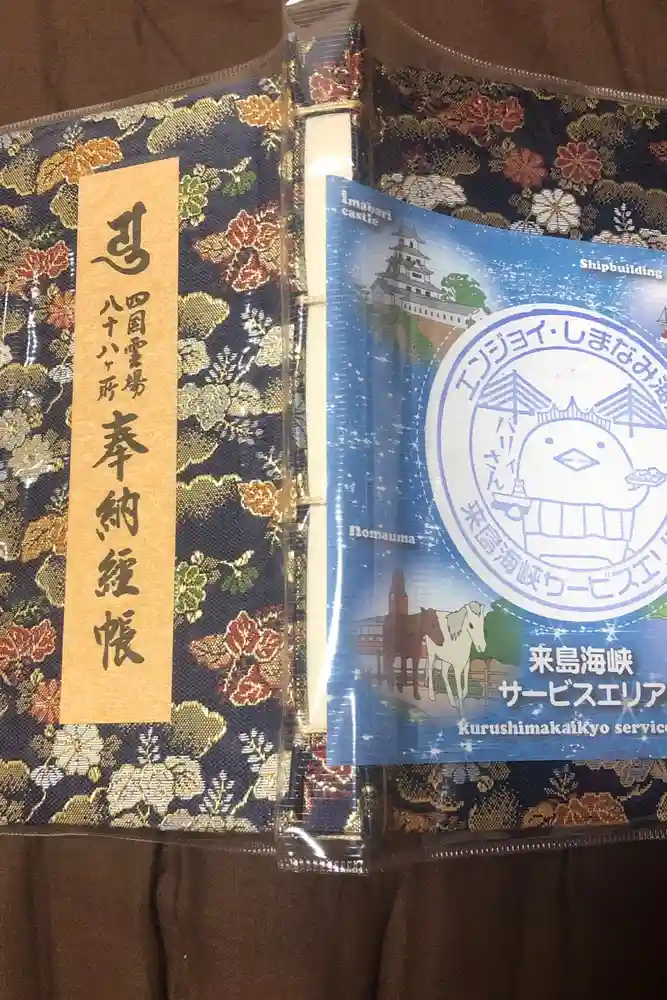 四国霊場
八十八ヶ所
奉納経帳
Imabari
castle
Shipbuilding
エンジョイ・しまなみ海
バリィさん
来島海峡サービスエリア
Nomauma
来島海峡
サービスエリア
Kurushimakaikyo service